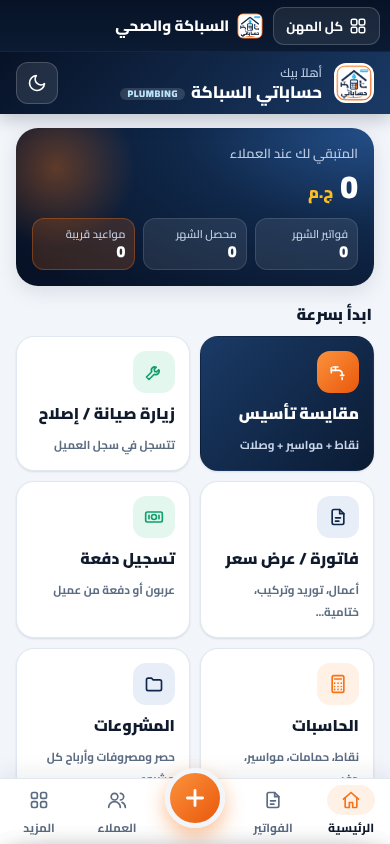 كل المهن
السباكة والصحي
أهلاً بيك
حساباتي السباكة PLUMBING
المتبقي لك عند العملاء
0 ج.م
فواتير الشهر
0
محصل الشهر
0
مواعيد قريبة
0
ابدأ بسرعة
مقايسة تأسيس
نقاط + مواسير + وصلات
زيارة صيانة / إصلاح
تتسجل في سجل العميل
فاتورة / عرض سعر
أعمال، توريد وتركيب،
ختامية...
تسجيل دفعة
عربون أو دفعة من عميل
الحاسبات
نقاط، حمامات، مواسير،
المشروعات
حصر ومصروفات وأرباح كل
الرئيسية
الفواتير
العملاء
المزيد